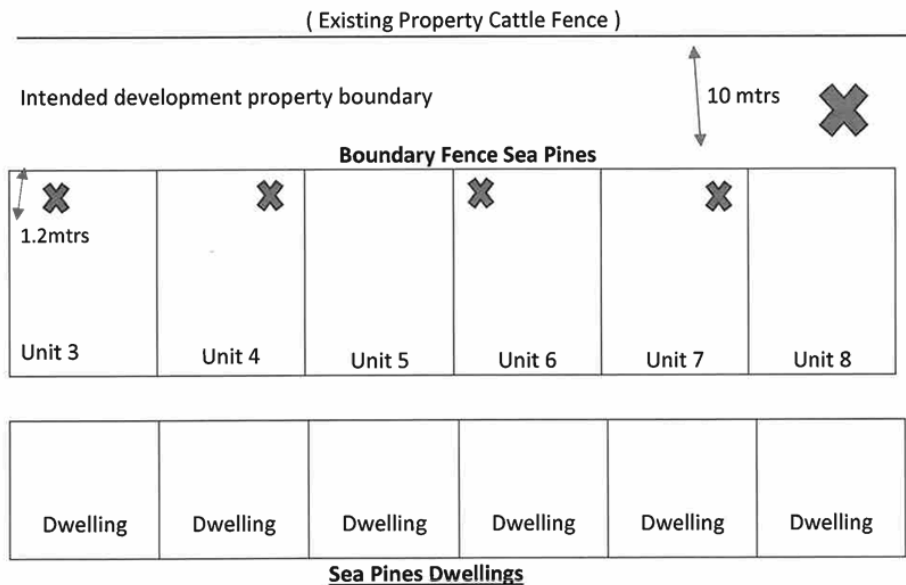 ( Existing Property Cattle Fence )
Intended development property boundary
10 mtrs
Boundary Fence Sea Pines
1.2mtrs
Unit 3
Unit 4
Unit 5
Unit 6
Unit 7
Unit 8
Dwelling
Dwelling
Dwelling
Dwelling
Dwelling
Dwelling
Sea Pines Dwellings